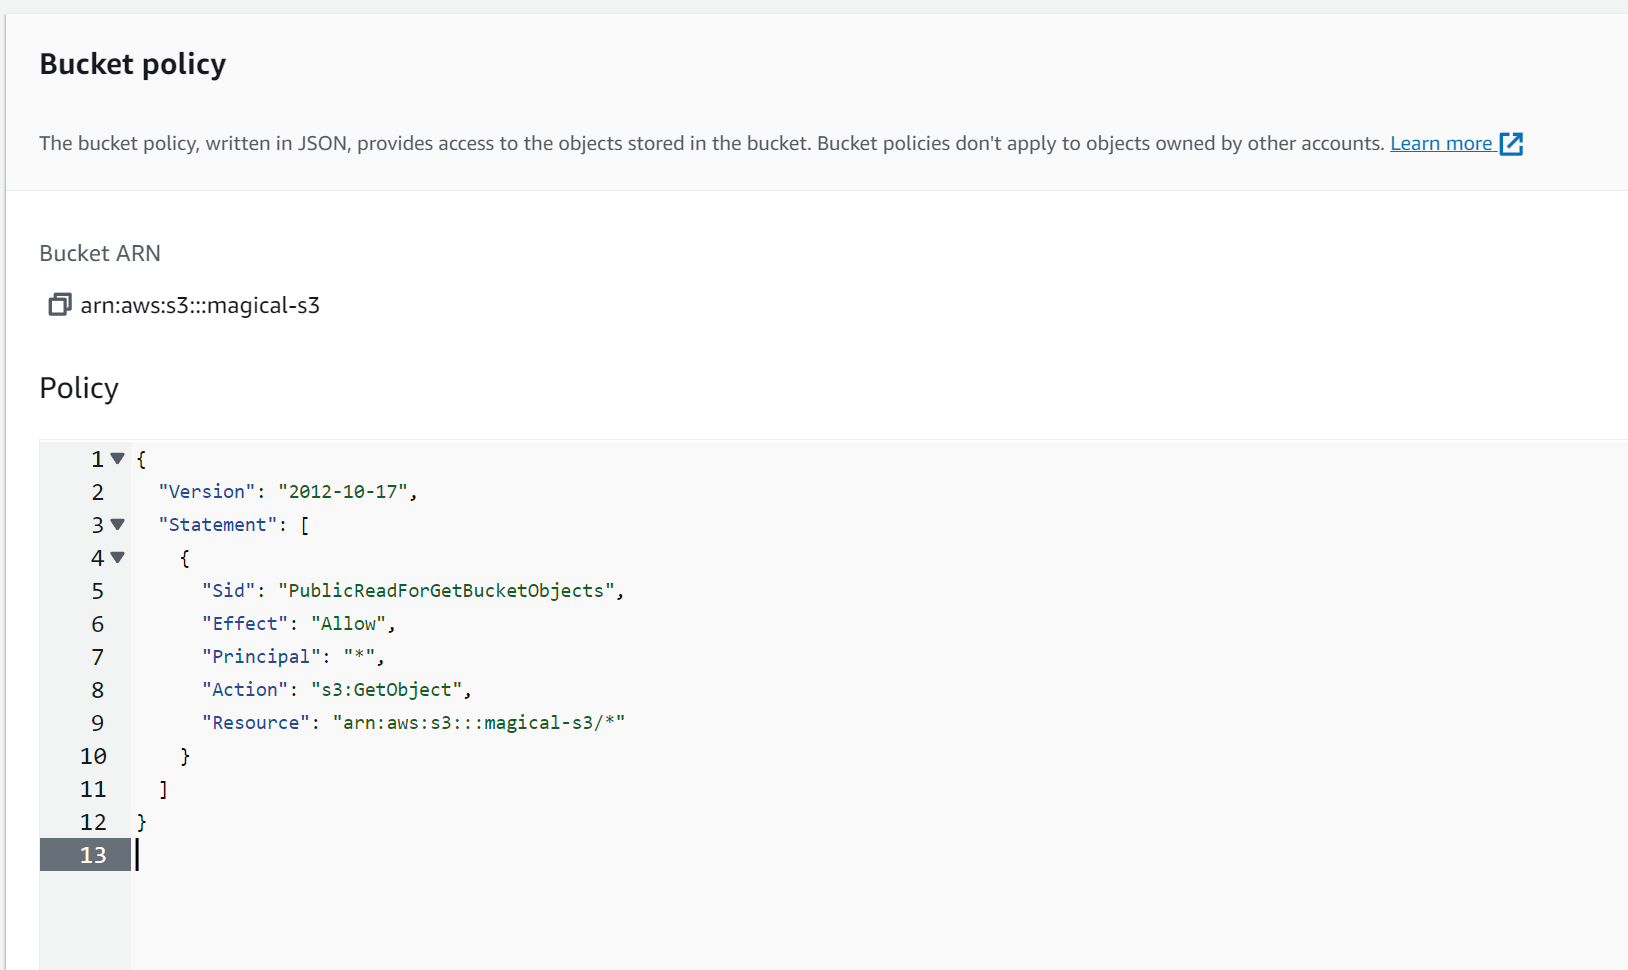 Bucket policy
The bucket policy, written in JSON, provides access to the objects stored in the bucket. Bucket policies don't apply to objects owned by other accounts. Learn more
Bucket ARN
arn:aws:s3:::magical-s3
Policy
1 {
2 "Version": "2012-10-17",
3 "Statement": [
4 {
5 "Sid": "PublicReadForGetBucketObjects",
6 "Effect": "Allow",
7 "Principal": "*",
8 "Action": "s3:GetObject",
9 "Resource": "arn:aws:s3:::magical-s3/*"
10 }
11 ]
12 }
13